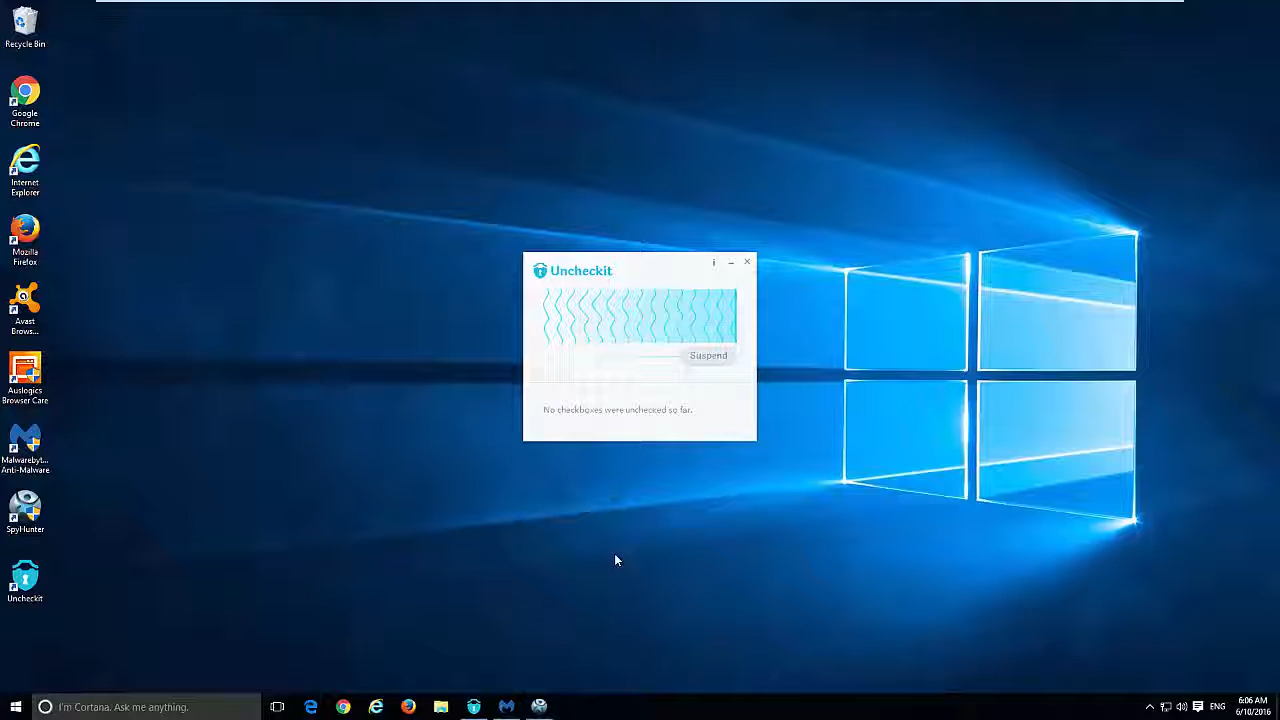 Recycle Bin
Google
Chrome
Internet
Explorer
Mozilla
Firefox
Avast
Brows...
Auslogics
Browser Care
Malwarebyt...
Anti-Malware
SpyHunter
Uncheckit
Uncheckit
Suspend
No checkboxes were unchecked so far.
I'm Cortana. Ask me anything.
ENG
6:06 AM
6/10/2016